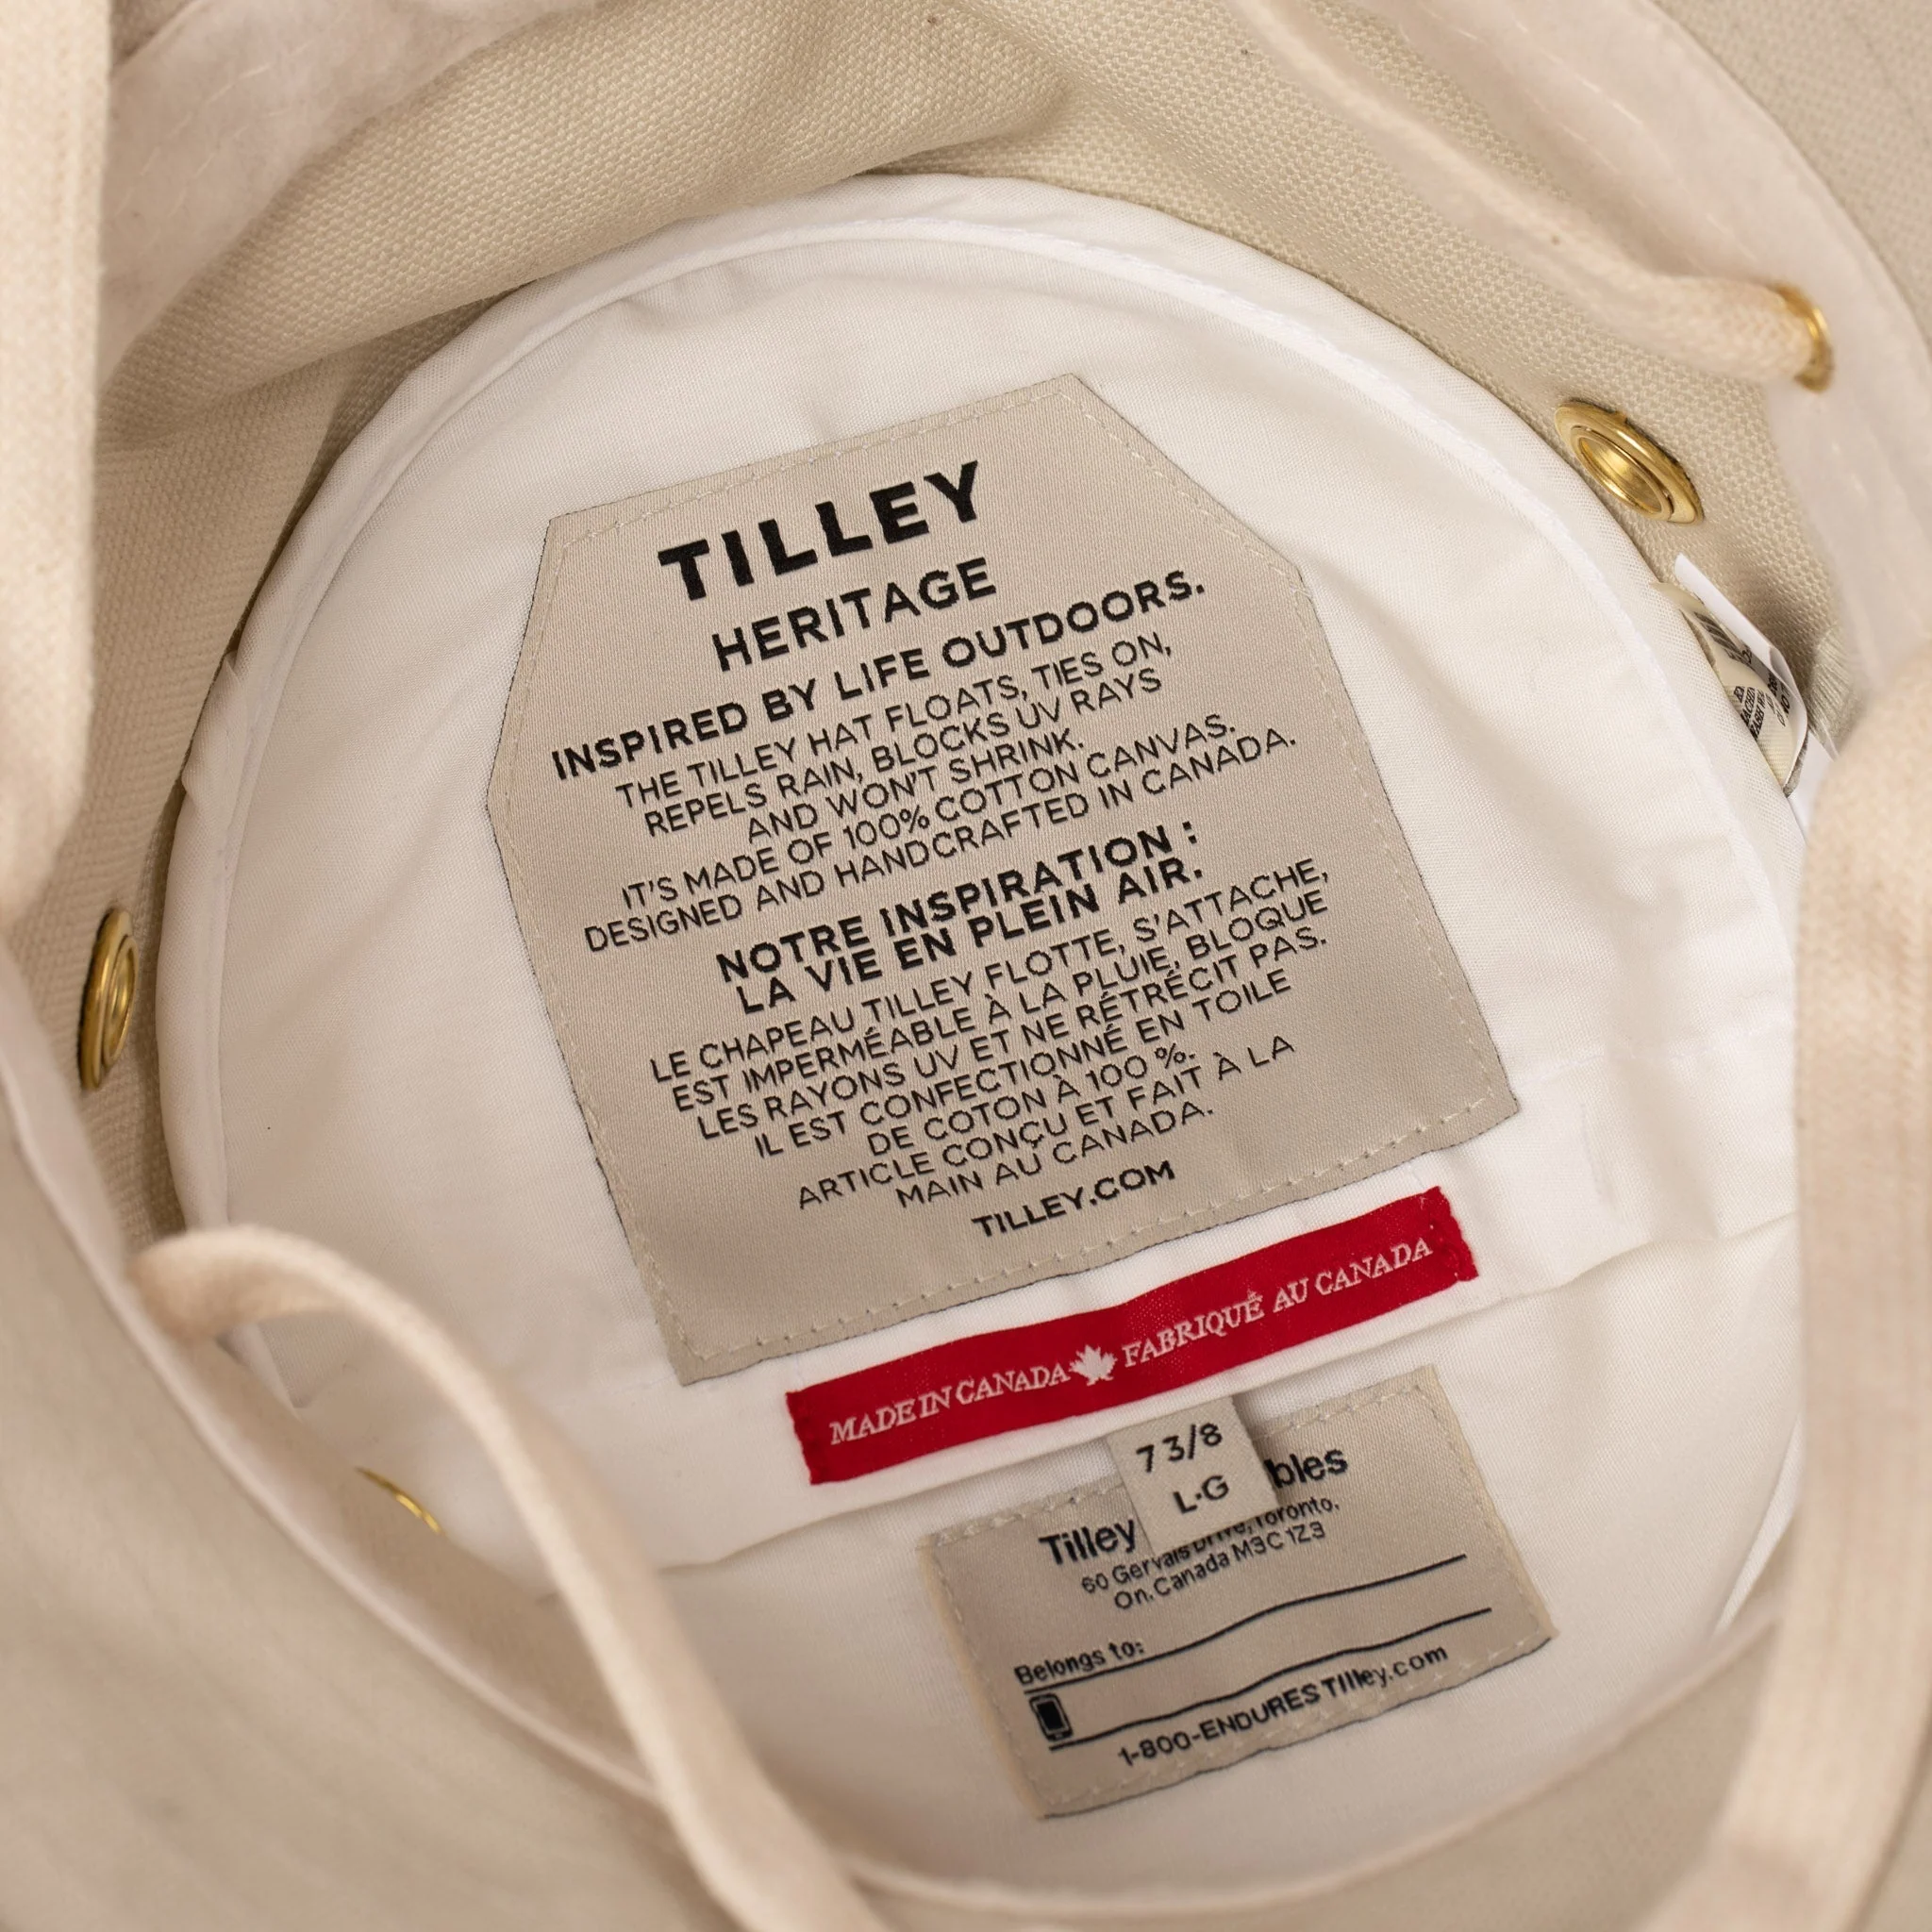 TILLEY
HERITAGE
INSPIRED BY LIFE OUTDOORS.
THE TILLEY HAT FLOATS, TIES ON,
REPELS RAIN, BLOCKS UV RAYS
AND WON'T SHRINK.
IT'S MADE OF 100% COTTON CANVAS.
DESIGNED AND HANDCRAFTED IN CANADA.
NOTRE INSPIRATION :
LA VIE EN PLEIN AIR.
LE CHAPEAU TILLEY FLOTTE, S'ATTACHE,
EST IMPERMÉABLE À LA PLUIE, BLOQUE
LES RAYONS UV ET NE RÉTRÉCIT PAS.
IL EST CONFECTIONNÉ EN TOILE
DE COTON À 100 %.
ARTICLE CONÇU ET FAIT À LA
MAIN AU CANADA.
TILLEY.COM
MADE IN CANADA FABRIQUÉ AU CANADA
7 3/8
L·G
Tilley bles
60 Gervais Drive, Toronto.
On. Canada M3C 1Z3
Belongs to:
1-800-ENDURES Tilley.com